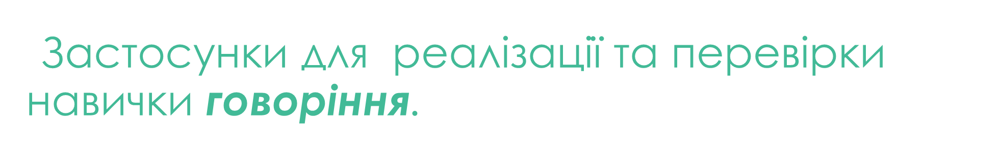 Застосунки для реалізації та перевірки
навички говоріння.